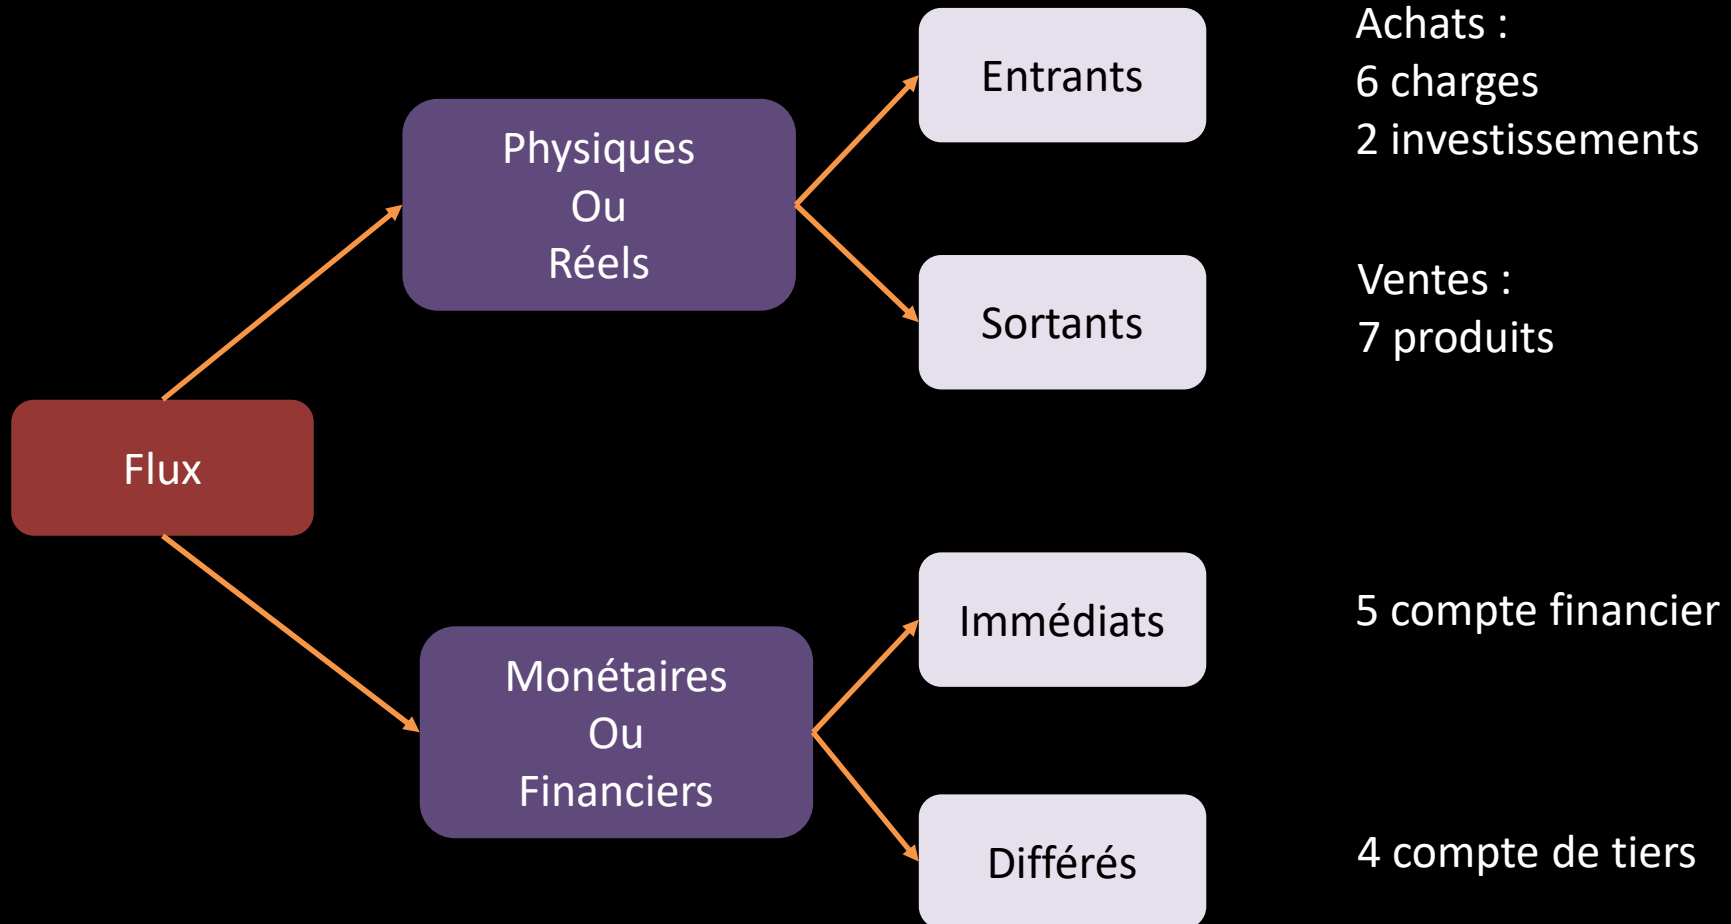 Flux
Physiques
Ou
Réels
Entrants
Achats :
6 charges
2 investissements
Sortants
Ventes :
7 produits
Monétaires
Ou
Financiers
Immédiats
5 compte financier
Différés
4 compte de tiers